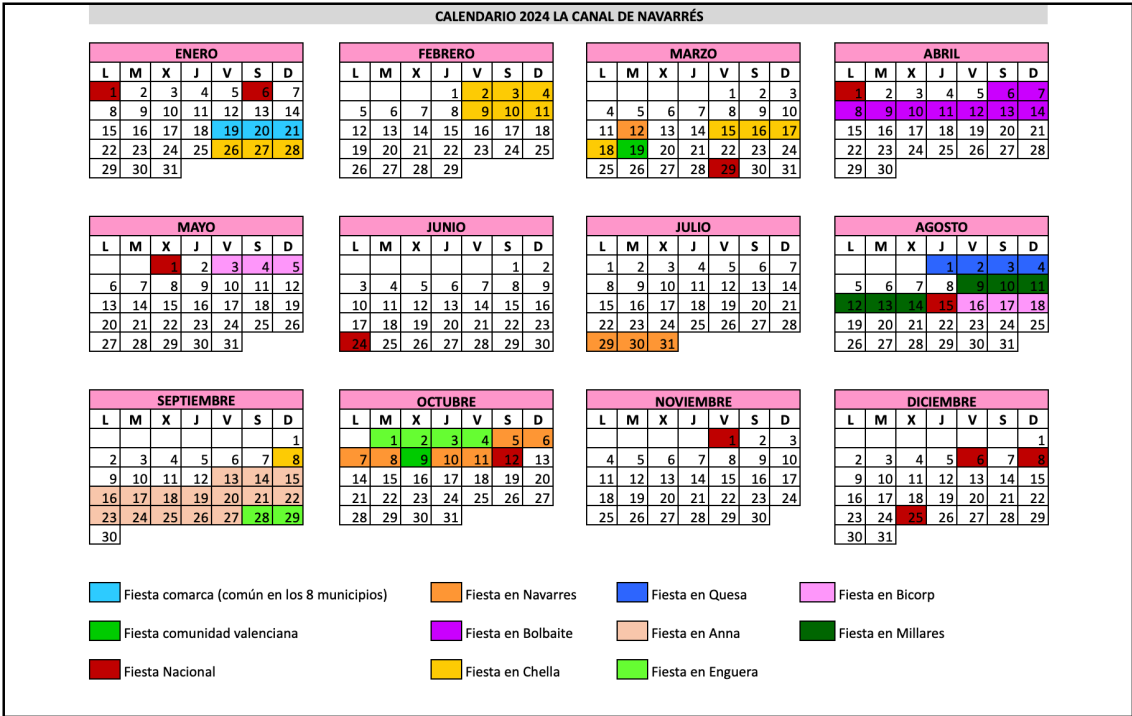 CALENDARIO 2024 LA CANAL DE NAVARRÉS
ENERO
L M X J V S D
1 2 3 4 5 6 7
8 9 10 11 12 13 14
15 16 17 18 19 20 21
22 23 24 25 26 27 28
29 30 31
FEBRERO
L M X J V S D
1 2 3 4
5 6 7 8 9 10 11
12 13 14 15 16 17 18
19 20 21 22 23 24 25
26 27 28 29
MARZO
L M X J V S D
1 2 3
4 5 6 7 8 9 10
11 12 13 14 15 16 17
18 19 20 21 22 23 24
25 26 27 28 29 30 31
ABRIL
L M X J V S D
1 2 3 4 5 6 7
8 9 10 11 12 13 14
15 16 17 18 19 20 21
22 23 24 25 26 27 28
29 30
MAYO
L M X J V S D
1 2 3 4 5
6 7 8 9 10 11 12
13 14 15 16 17 18 19
20 21 22 23 24 25 26
27 28 29 30 31
JUNIO
L M X J V S D
1 2
3 4 5 6 7 8 9
10 11 12 13 14 15 16
17 18 19 20 21 22 23
24 25 26 27 28 29 30
JULIO
L M X J V S D
1 2 3 4 5 6 7
8 9 10 11 12 13 14
15 16 17 18 19 20 21
22 23 24 25 26 27 28
29 30 31
AGOSTO
L M X J V S D
1 2 3 4
5 6 7 8 9 10 11
12 13 14 15 16 17 18
19 20 21 22 23 24 25
26 27 28 29 30 31
SEPTIEMBRE
L M X J V S D
1
2 3 4 5 6 7 8
9 10 11 12 13 14 15
16 17 18 19 20 21 22
23 24 25 26 27 28 29
30
OCTUBRE
L M X J V S D
1 2 3 4 5 6
7 8 9 10 11 12 13
14 15 16 17 18 19 20
21 22 23 24 25 26 27
28 29 30 31
NOVIEMBRE
L M X J V S D
1 2 3
4 5 6 7 8 9 10
11 12 13 14 15 16 17
18 19 20 21 22 23 24
25 26 27 28 29 30
DICIEMBRE
L M X J V S D
1
2 3 4 5 6 7 8
9 10 11 12 13 14 15
16 17 18 19 20 21 22
23 24 25 26 27 28 29
30 31
Fiesta comarca (común en los 8 municipios)
Fiesta en Navarres
Fiesta en Quesa
Fiesta en Bicorp
Fiesta comunidad valenciana
Fiesta en Bolbaite
Fiesta en Anna
Fiesta en Millares
Fiesta Nacional
Fiesta en Chella
Fiesta en Enguera